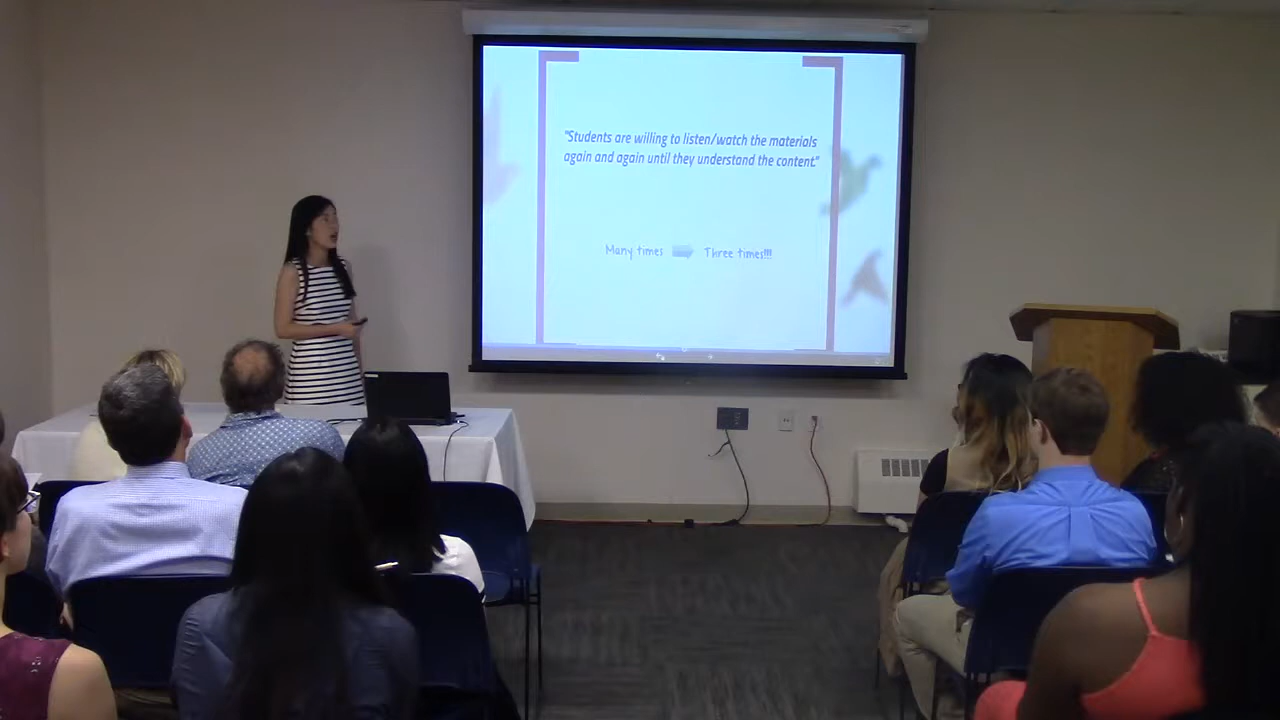 "Students are willing to listen/watch the materials
again and again until they understand the content."
Many times Three times!!!